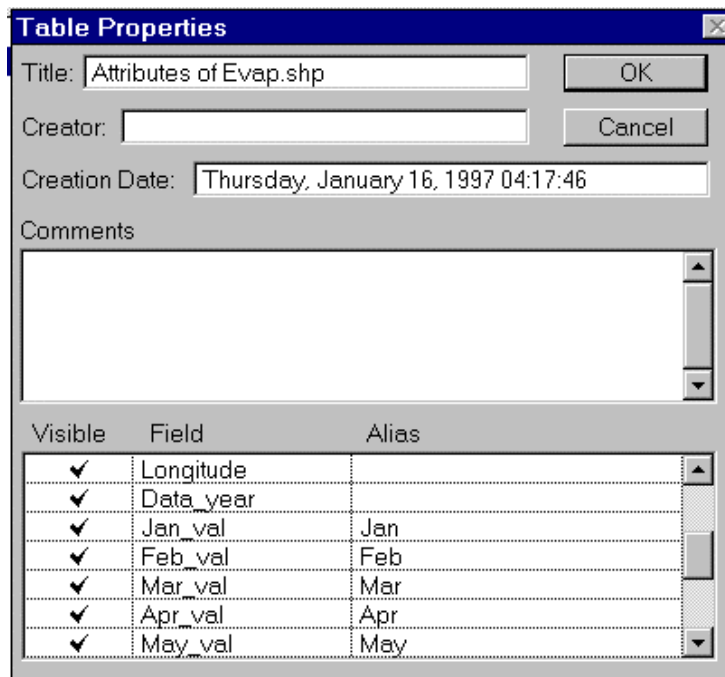 Table Properties
Title: Attributes of Evap.shp OK
Creator: Cancel
Creation Date: Thursday, January 16, 1997 04:17:46
Comments
Visible Field Alias
Longitude
Data_year
Jan_val Jan
Feb_val Feb
Mar_val Mar
Apr_val Apr
May_val May